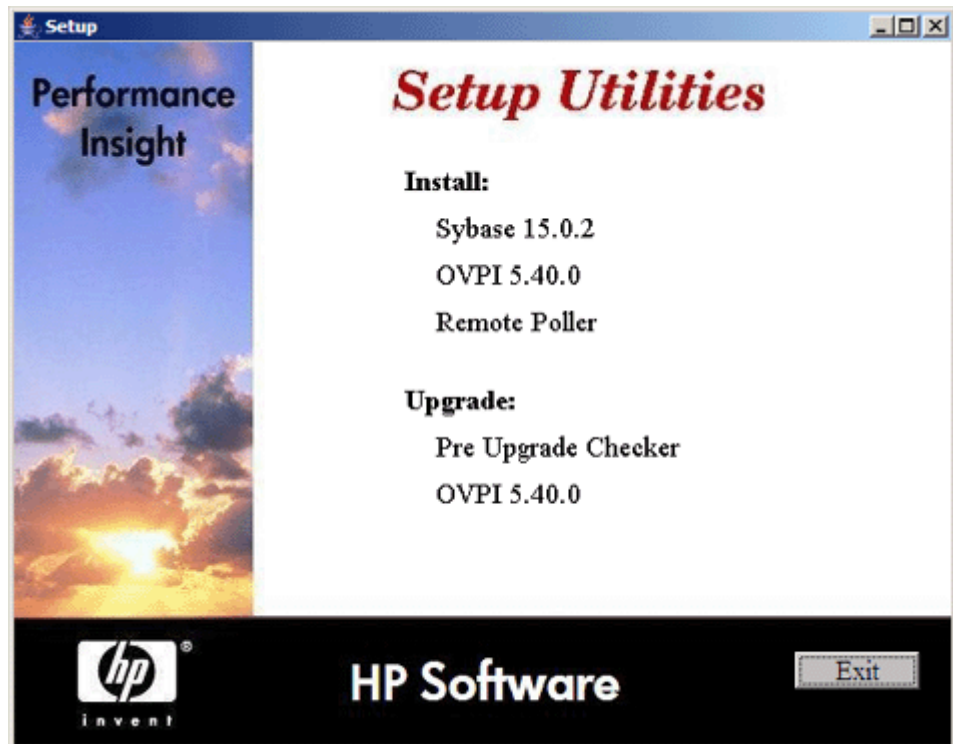 Setup
Performance
Insight
Setup Utilities
Install:
Sybase 15.0.2
OVPI 5.40.0
Remote Poller
Upgrade:
Pre Upgrade Checker
OVPI 5.40.0
hp®
invent
HP Software
Exit